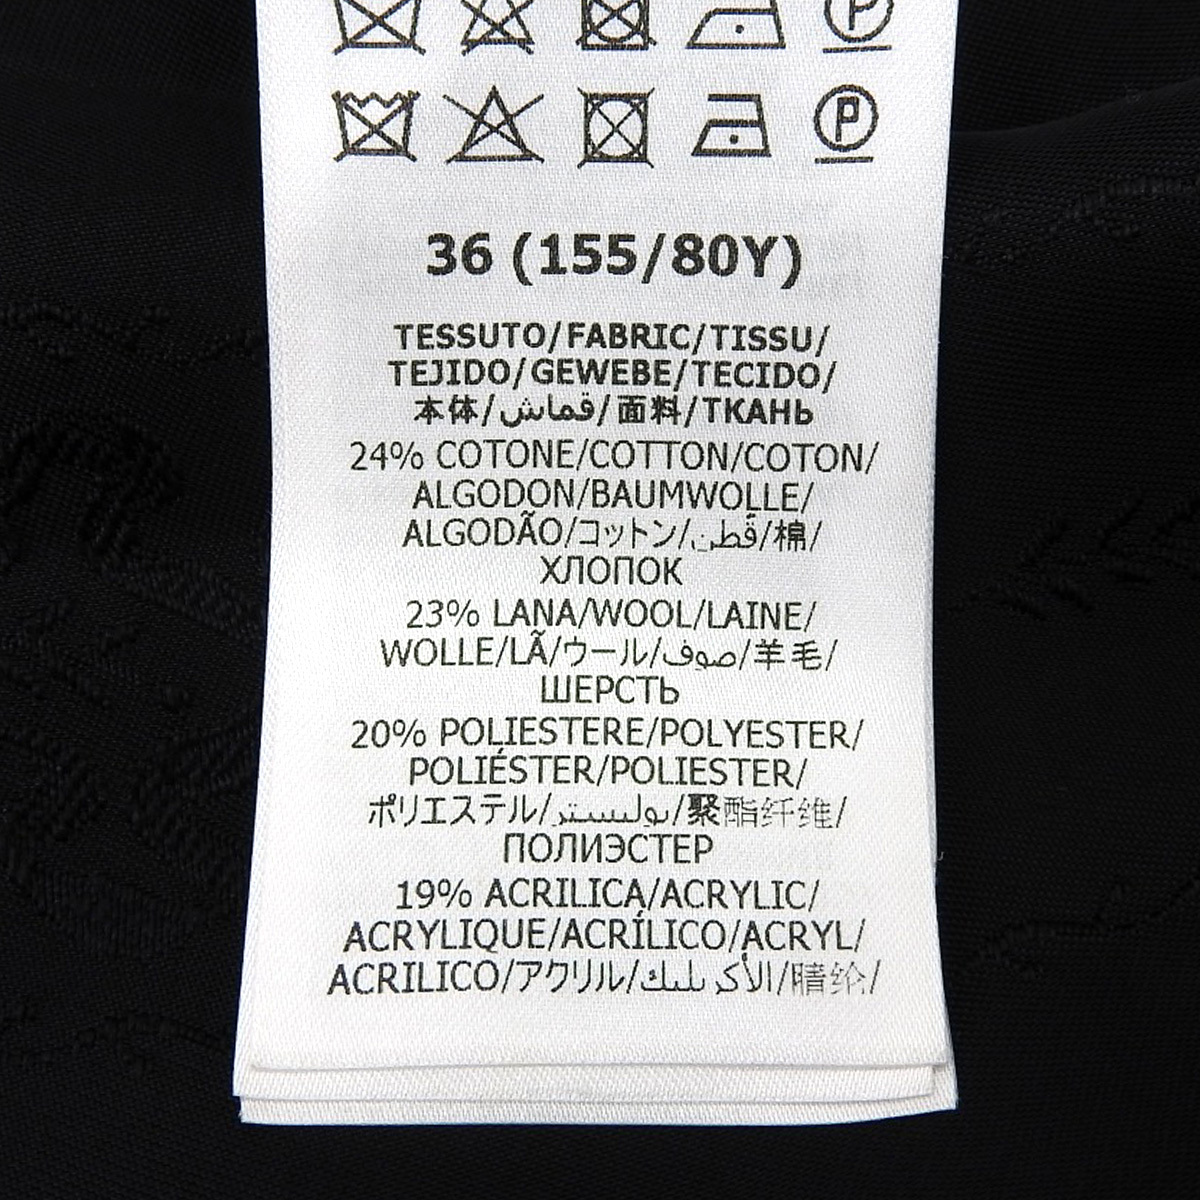 36 (155/80Y)
TESSUTO/FABRIC/TISSU/
TEJIDO/GEWEBE/TECIDO/
本体/قماش/面料/ТКАНЬ
24% COTONE/COTTON/COTON/
ALGODON/BAUMWOLLE/
ALGODÃO/コットン/قطن/棉/
ХЛОПОК
23% LANA/WOOL/LAINE/
WOLLE/LÃ/ウール/صوف/羊毛/
ШЕРСТЬ
20% POLIESTERE/POLYESTER/
POLIÉSTER/POLIESTER/
ポリエステル/بوليستر/聚酯纤维/
ПОЛИЭСТЕР
19% ACRILICA/ACRYLIC/
ACRYLIQUE/ACRÍLICO/ACRYL/
ACRILICO/アクリル/الأكريليك/腈纶/